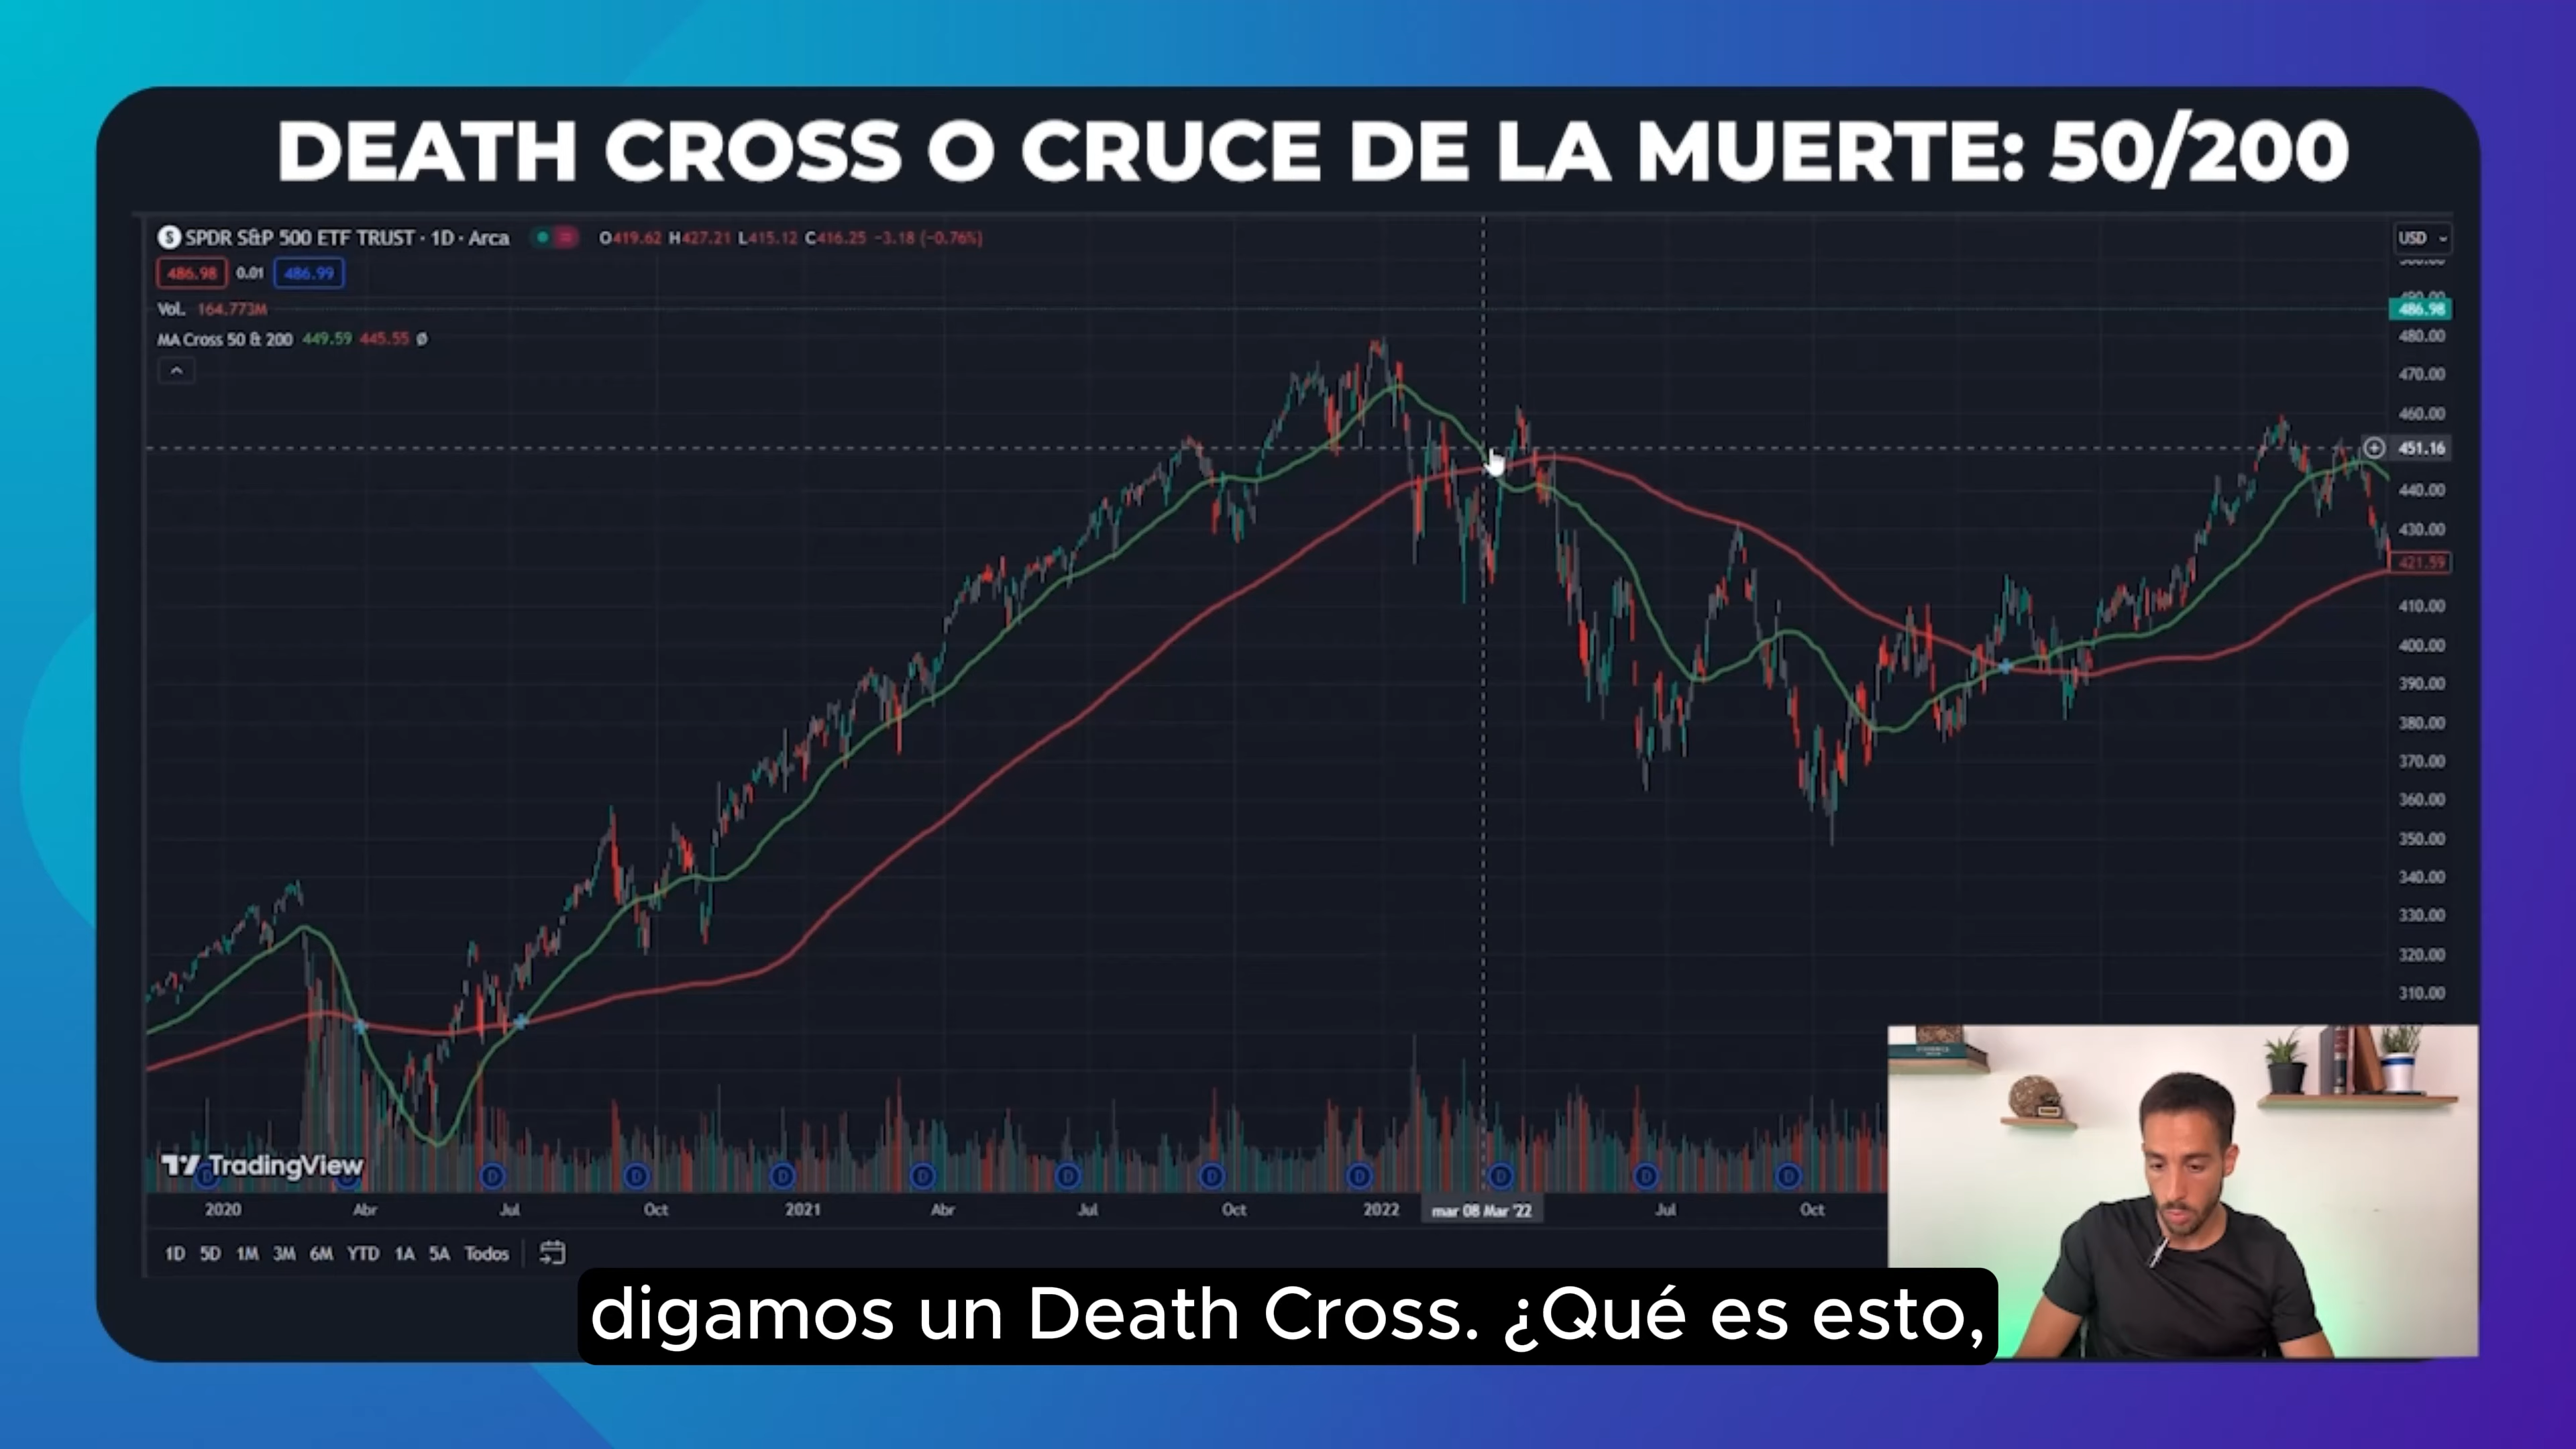 DEATH CROSS O CRUCE DE LA MUERTE: 50/200
SPDR S&P 500 ETF TRUST · 1D · Arca O419.62 H427.21 L415.12 C416.25 −3.18 (−0.76%)
USD
486.98 0.01 486.99
Vol. 164.773M
486.98
MA Cross 50 & 200 449.59 445.55 Ø
480.00
470.00
460.00
451.16
440.00
430.00
421.59
410.00
400.00
390.00
380.00
370.00
360.00
350.00
340.00
330.00
320.00
310.00
TradingView
D D D D D D D D D D D
2020 Abr Jul Oct 2021 Abr Jul Oct 2022 mar 08 Mar '22 Jul Oct
1D 5D 1M 3M 6M YTD 1A 5A Todos
digamos un Death Cross. ¿Qué es esto,